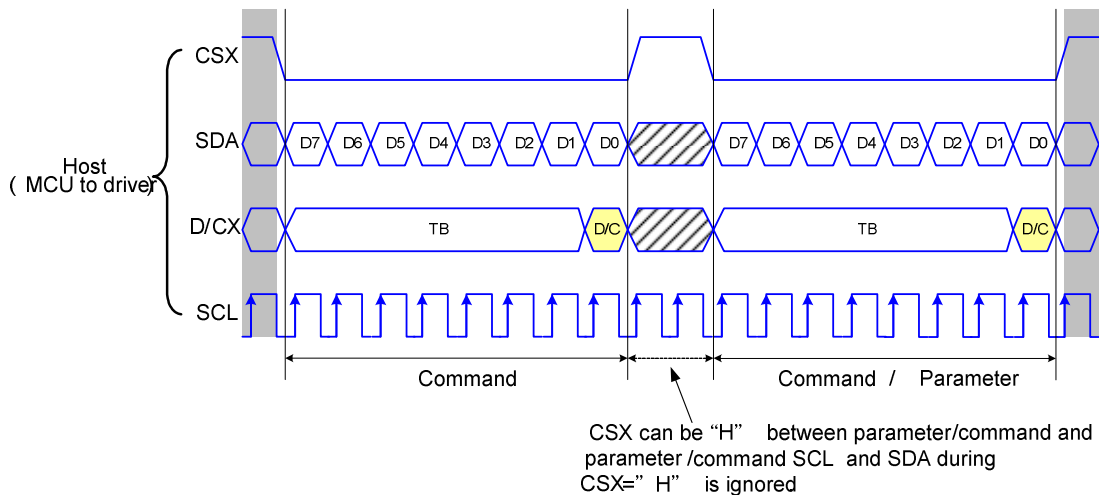 CSX
SDA D7 D6 D5 D4 D3 D2 D1 D0 D7 D6 D5 D4 D3 D2 D1 D0
Host
( MCU to driver)
D/CX TB D/C TB D/C
SCL
Command Command / Parameter
CSX can be “H” between parameter/command and
parameter /command SCL and SDA during
CSX=” H” is ignored